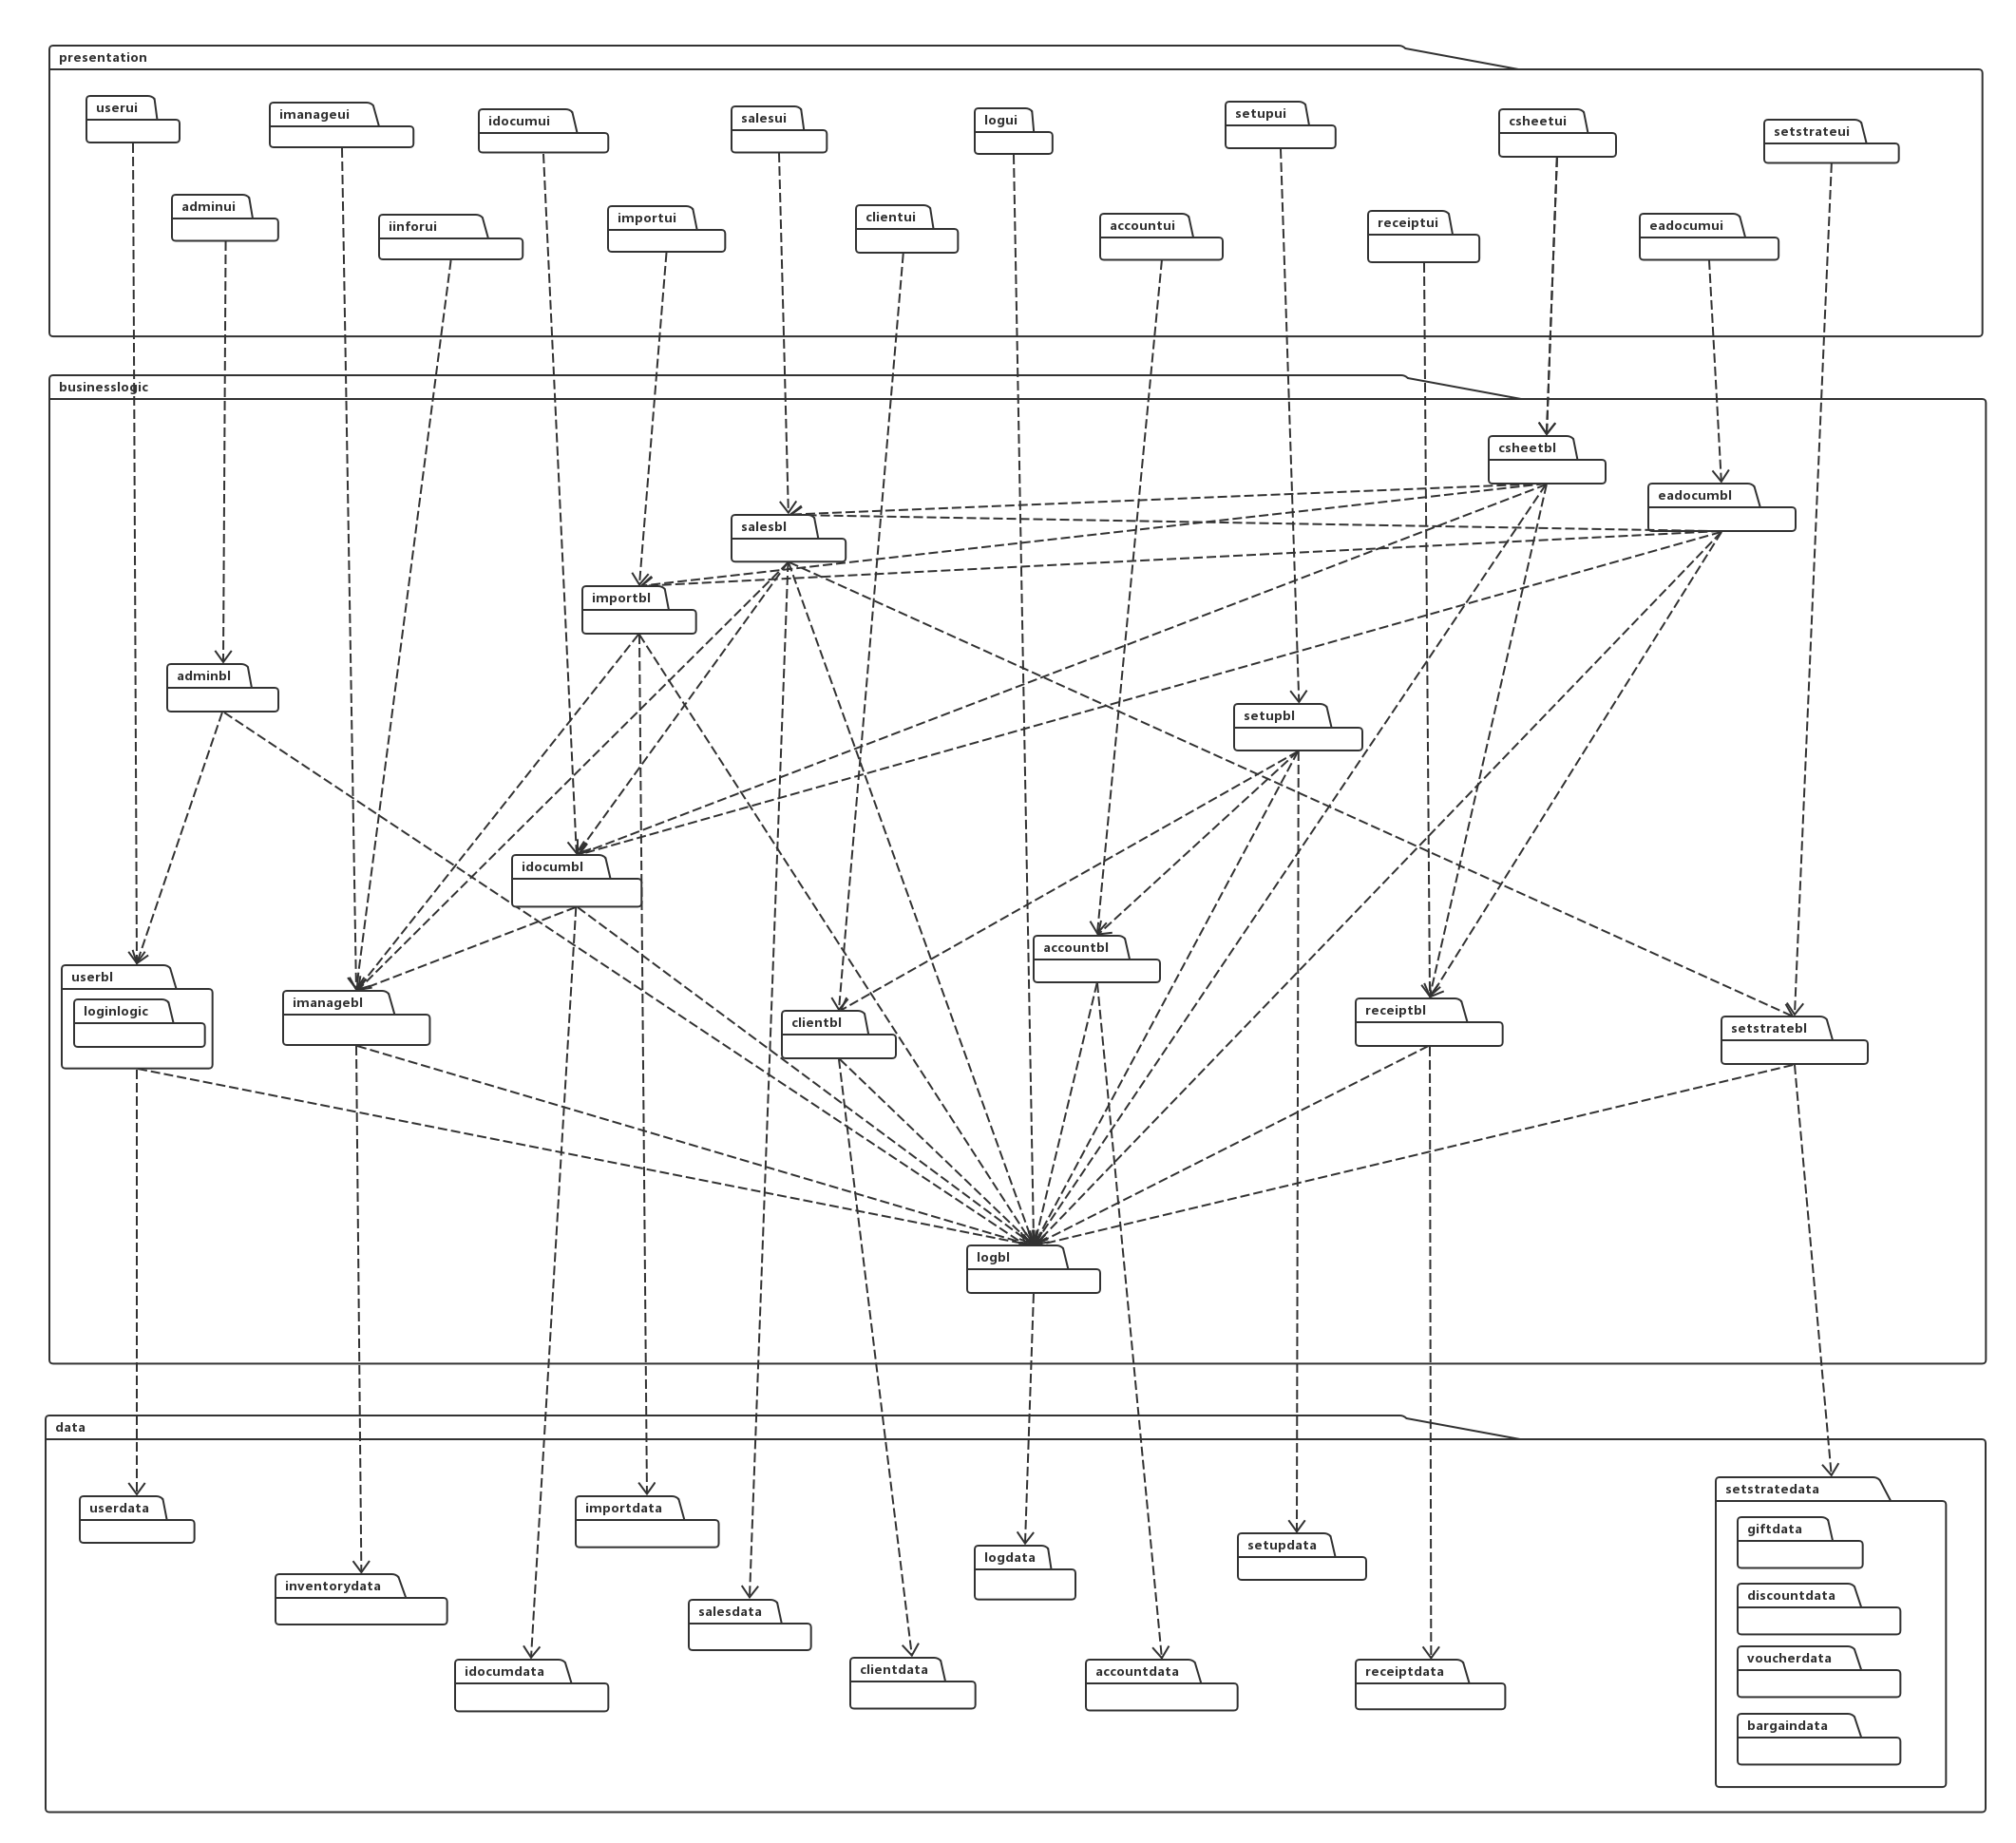 presentation
userui
imanageui
idocumui
salesui
logui
setupui
csheetui
setstrateui
adminui
iinforui
importui
clientui
accountui
receiptui
eadocumui
businesslogic
csheetbl
eadocumbl
salesbl
importbl
adminbl
setupbl
idocumbl
accountbl
userbl
loginlogic
imanagebl
clientbl
receiptbl
setstratebl
logbl
data
setstratedata
userdata
importdata
giftdata
setupdata
logdata
inventorydata
discountdata
salesdata
voucherdata
idocumdata
clientdata
accountdata
receiptdata
bargaindata